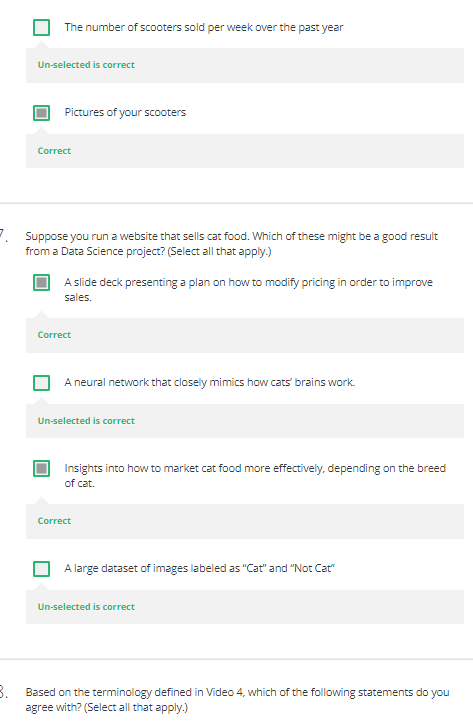 The number of scooters sold per week over the past year
Un-selected is correct
Pictures of your scooters
Correct
7. Suppose you run a website that sells cat food. Which of these might be a good result
from a Data Science project? (Select all that apply.)
A slide deck presenting a plan on how to modify pricing in order to improve
sales.
Correct
A neural network that closely mimics how cats’ brains work.
Un-selected is correct
Insights into how to market cat food more effectively, depending on the breed
of cat.
Correct
A large dataset of images labeled as “Cat” and “Not Cat”
Un-selected is correct
8. Based on the terminology defined in Video 4, which of the following statements do you
agree with? (Select all that apply.)